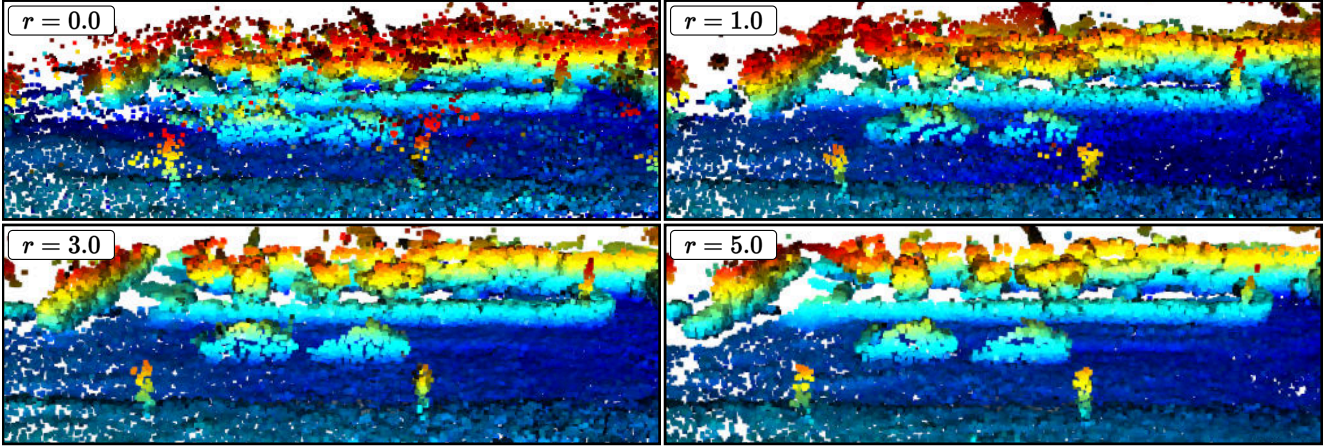 r = 0.0
r = 1.0
r = 3.0
r = 5.0